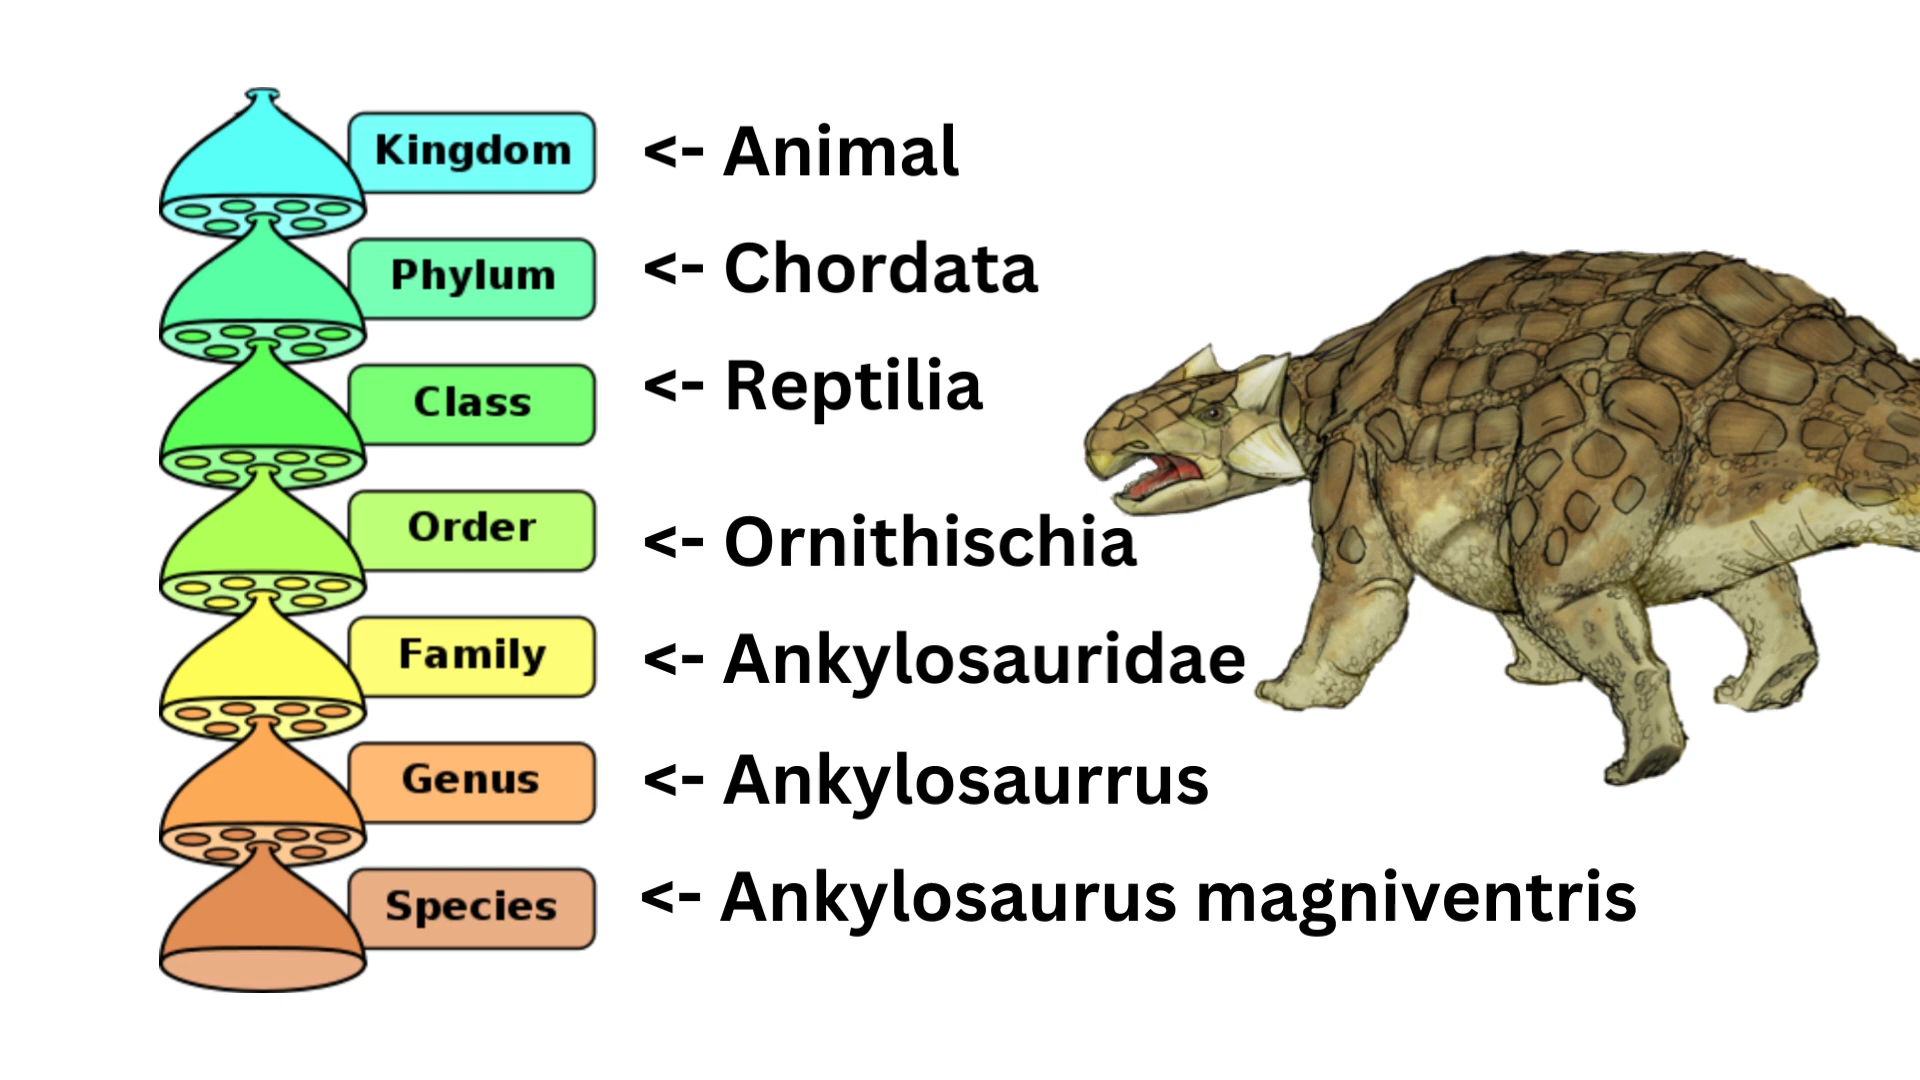 Kingdom <- Animal
Phylum <- Chordata
Class <- Reptilia
Order <- Ornithischia
Family <- Ankylosauridae
Genus <- Ankylosaurrus
Species <- Ankylosaurus magniventris